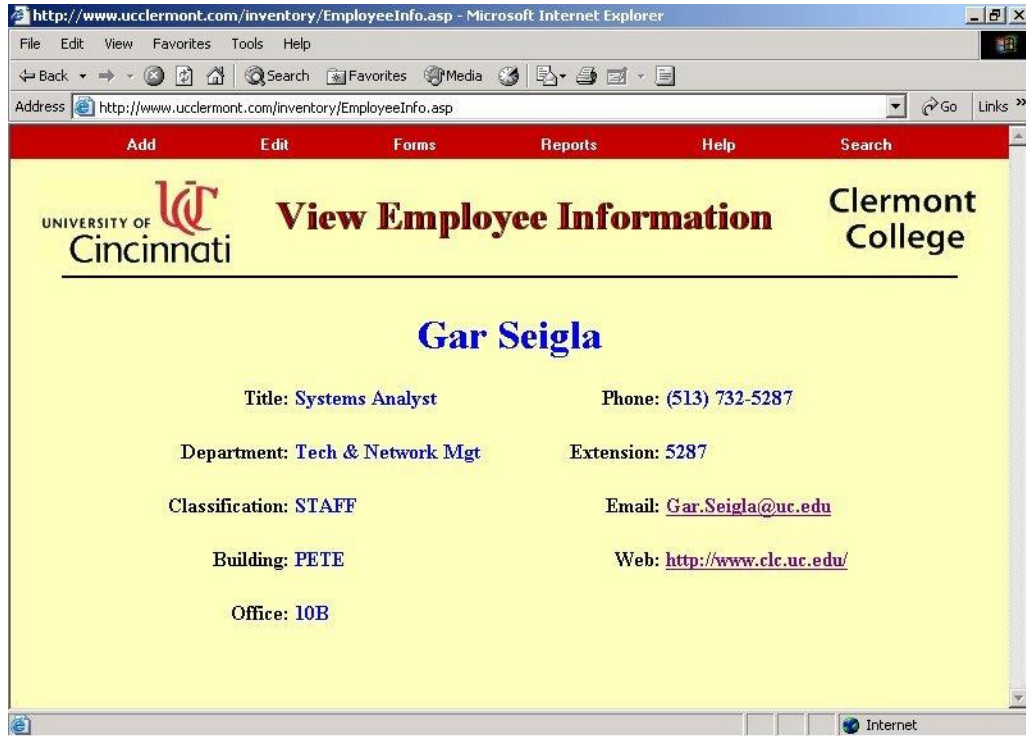 http://www.ucclermont.com/inventory/EmployeeInfo.asp - Microsoft Internet Explorer
File Edit View Favorites Tools Help
Back Search Favorites Media
Address http://www.ucclermont.com/inventory/EmployeeInfo.asp Go Links »
Add Edit Forms Reports Help Search
UC
UNIVERSITY OF
Cincinnati
View Employee Information
Clermont
College
Gar Seigla
Title: Systems Analyst Phone: (513) 732-5287
Department: Tech & Network Mgt Extension: 5287
Classification: STAFF Email: Gar.Seigla@uc.edu
Building: PETE Web: http://www.clc.uc.edu/
Office: 10B
Internet